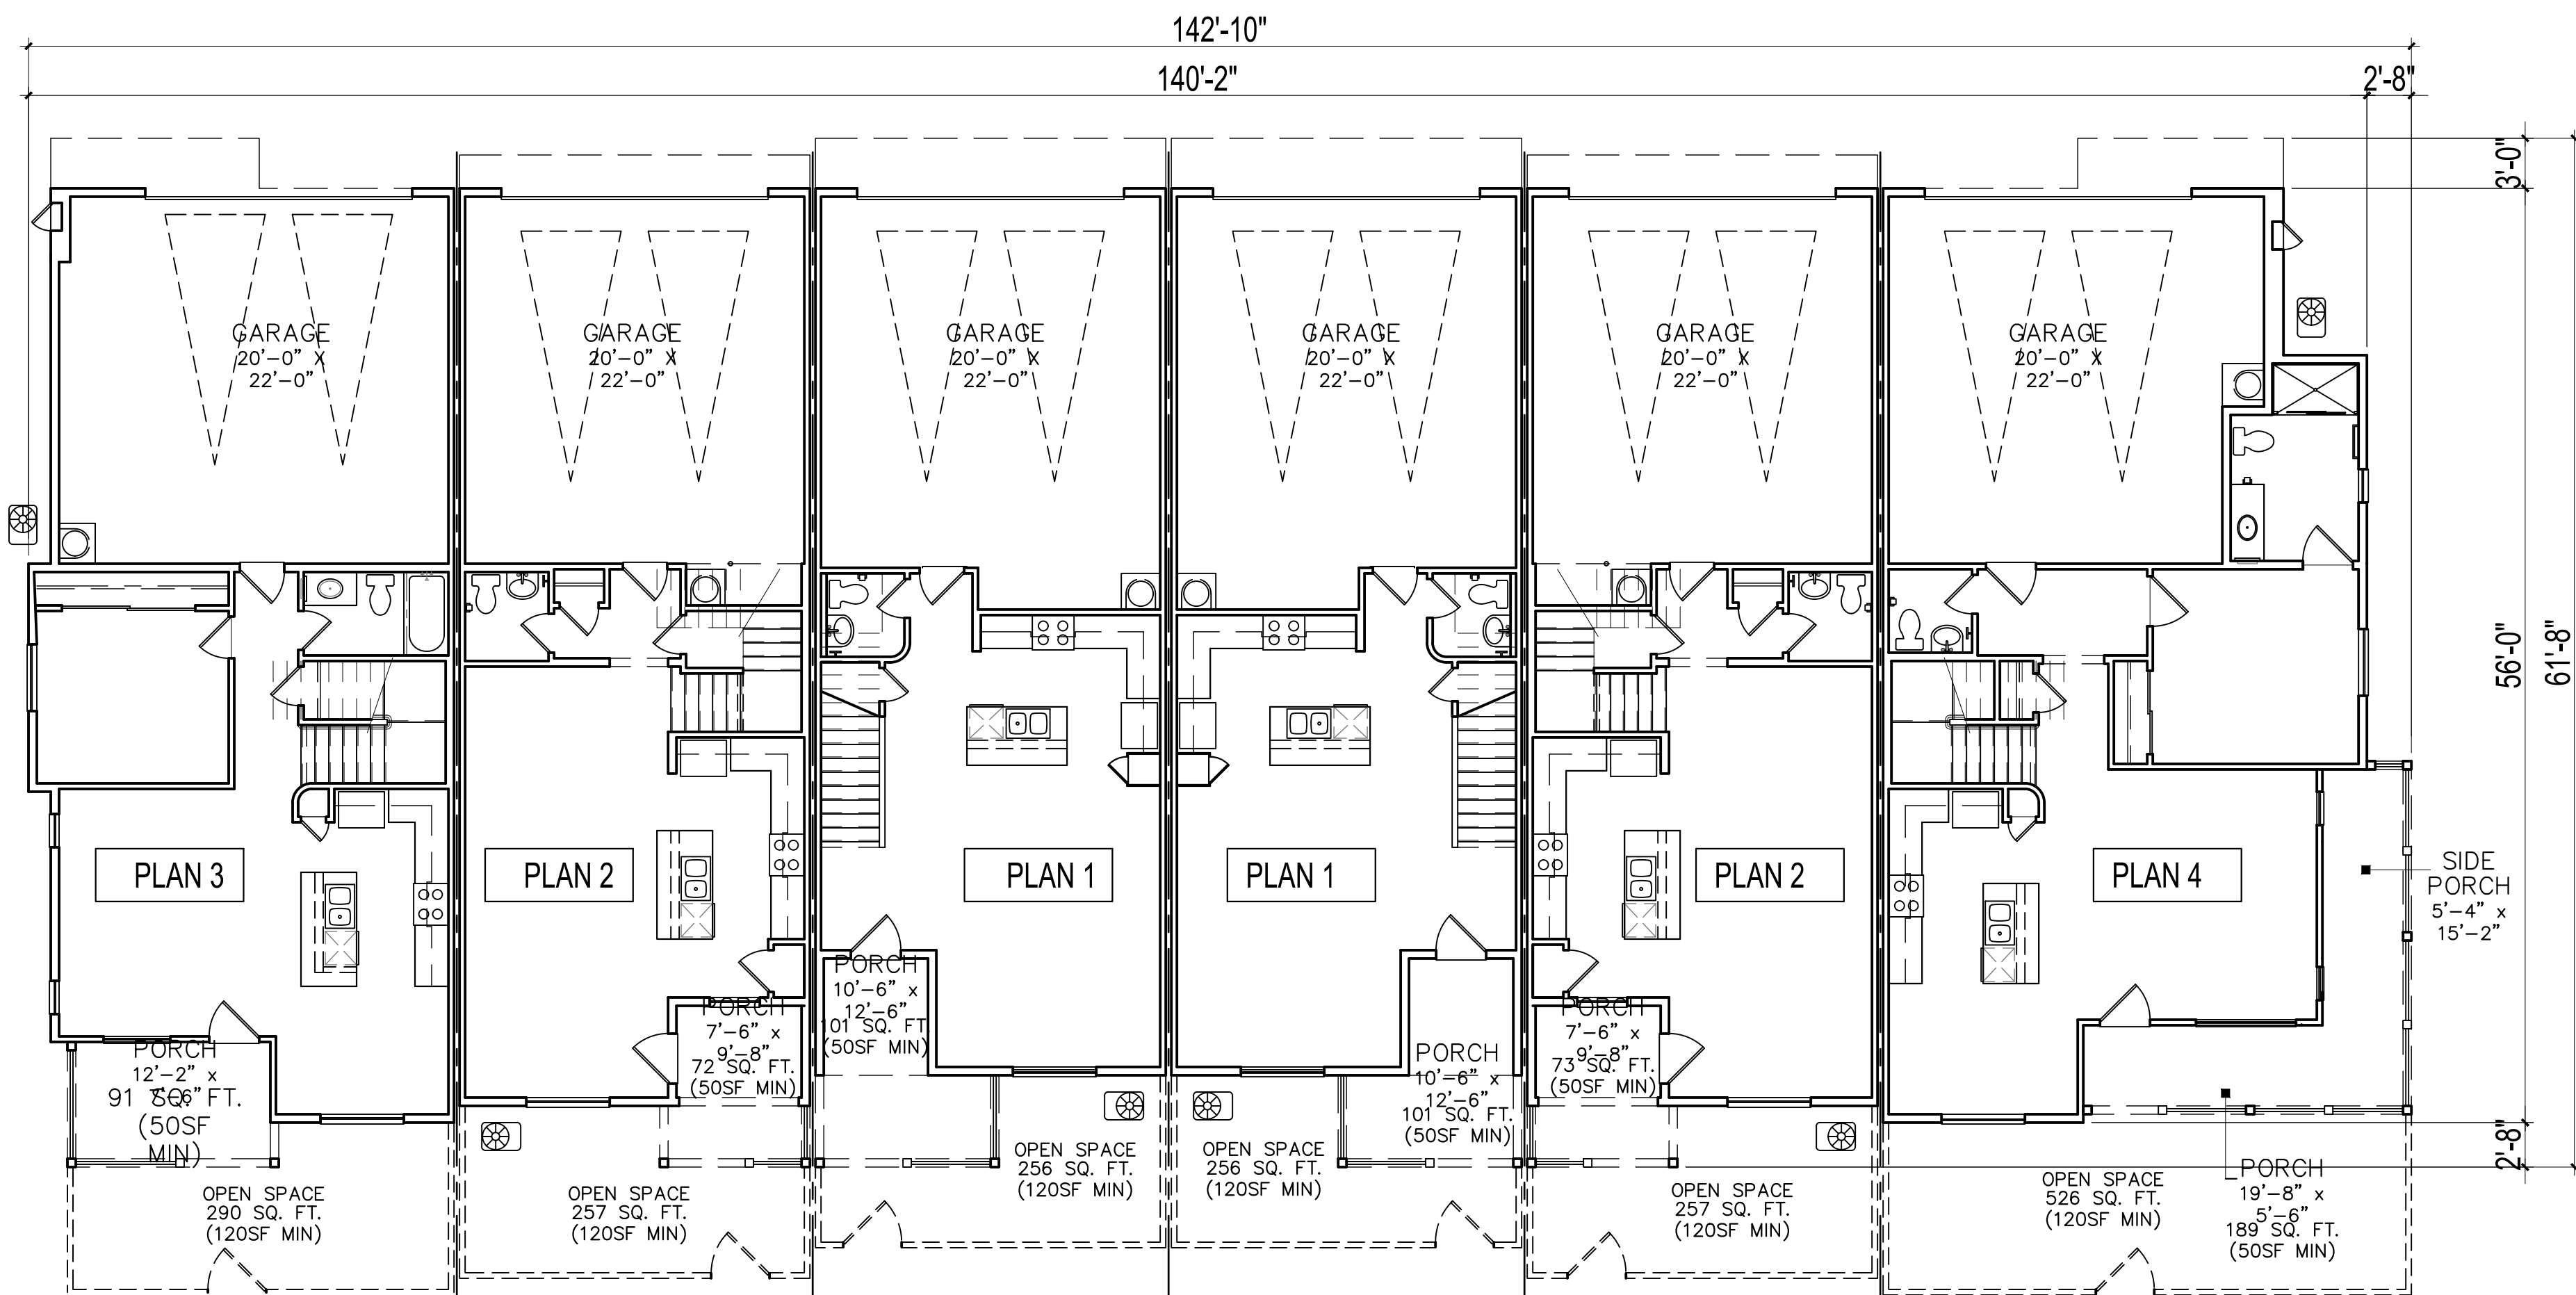 142'-10"
140'-2"
2'-8"
3'-0"
56'-0"
61'-8"
2'-8"
GARAGE
20'-0" X
22'-0"
GARAGE
20'-0" X
22'-0"
GARAGE
20'-0" X
22'-0"
GARAGE
20'-0" X
22'-0"
GARAGE
20'-0" X
22'-0"
GARAGE
20'-0" X
22'-0"
PLAN 3
PLAN 2
PLAN 1
PLAN 1
PLAN 2
PLAN 4
SIDE
PORCH
5'-4" x
15'-2"
PORCH
12'-2" x
7'-6"
91 SQ. FT.
(50SF
MIN)
PORCH
7'-6" x
9'-8"
72 SQ. FT.
(50SF MIN)
PORCH
10'-6" x
12'-6"
101 SQ. FT.
(50SF MIN)
PORCH
10'-6" x
12'-6"
101 SQ. FT.
(50SF MIN)
PORCH
7'-6" x
9'-8"
73 SQ. FT.
(50SF MIN)
PORCH
19'-8" x
5'-6"
189 SQ. FT.
(50SF MIN)
OPEN SPACE
290 SQ. FT.
(120SF MIN)
OPEN SPACE
257 SQ. FT.
(120SF MIN)
OPEN SPACE
256 SQ. FT.
(120SF MIN)
OPEN SPACE
256 SQ. FT.
(120SF MIN)
OPEN SPACE
257 SQ. FT.
(120SF MIN)
OPEN SPACE
526 SQ. FT.
(120SF MIN)